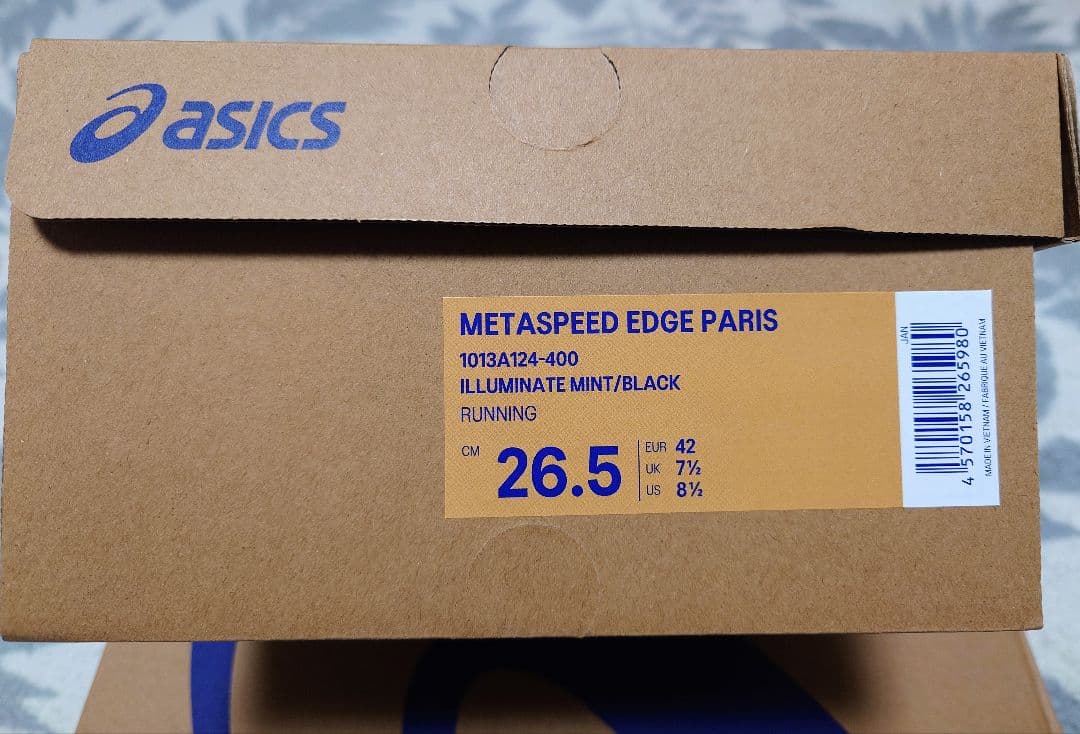 asics
METASPEED EDGE PARIS
1013A124-400
ILLUMINATE MINT/BLACK
RUNNING
CM 26.5
EUR 42
UK 7½
US 8½
JAN
4 570158 265980
MADE IN VIETNAM / FABRIQUE AU VIETNAM